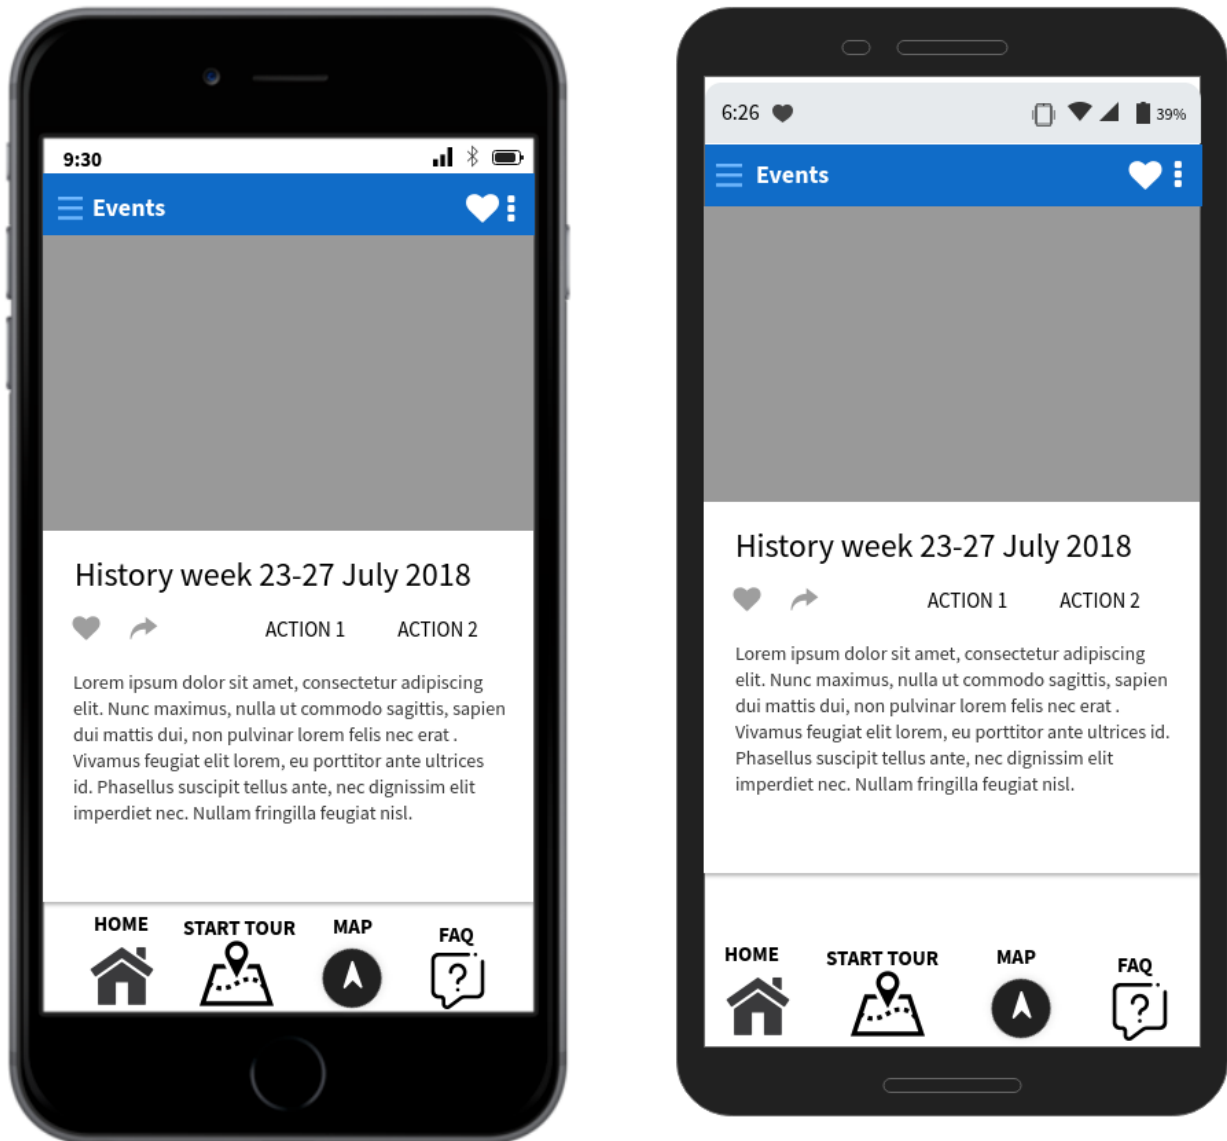 9:30
Events
History week 23-27 July 2018
ACTION 1 ACTION 2
Lorem ipsum dolor sit amet, consectetur adipiscing
elit. Nunc maximus, nulla ut commodo sagittis, sapien
dui mattis dui, non pulvinar lorem felis nec erat .
Vivamus feugiat elit lorem, eu porttitor ante ultrices
id. Phasellus suscipit tellus ante, nec dignissim elit
imperdiet nec. Nullam fringilla feugiat nisl.
HOME START TOUR MAP FAQ
?
6:26 39%
Events
History week 23-27 July 2018
ACTION 1 ACTION 2
Lorem ipsum dolor sit amet, consectetur adipiscing
elit. Nunc maximus, nulla ut commodo sagittis, sapien
dui mattis dui, non pulvinar lorem felis nec erat .
Vivamus feugiat elit lorem, eu porttitor ante ultrices id.
Phasellus suscipit tellus ante, nec dignissim elit
imperdiet nec. Nullam fringilla feugiat nisl.
HOME START TOUR MAP FAQ
?